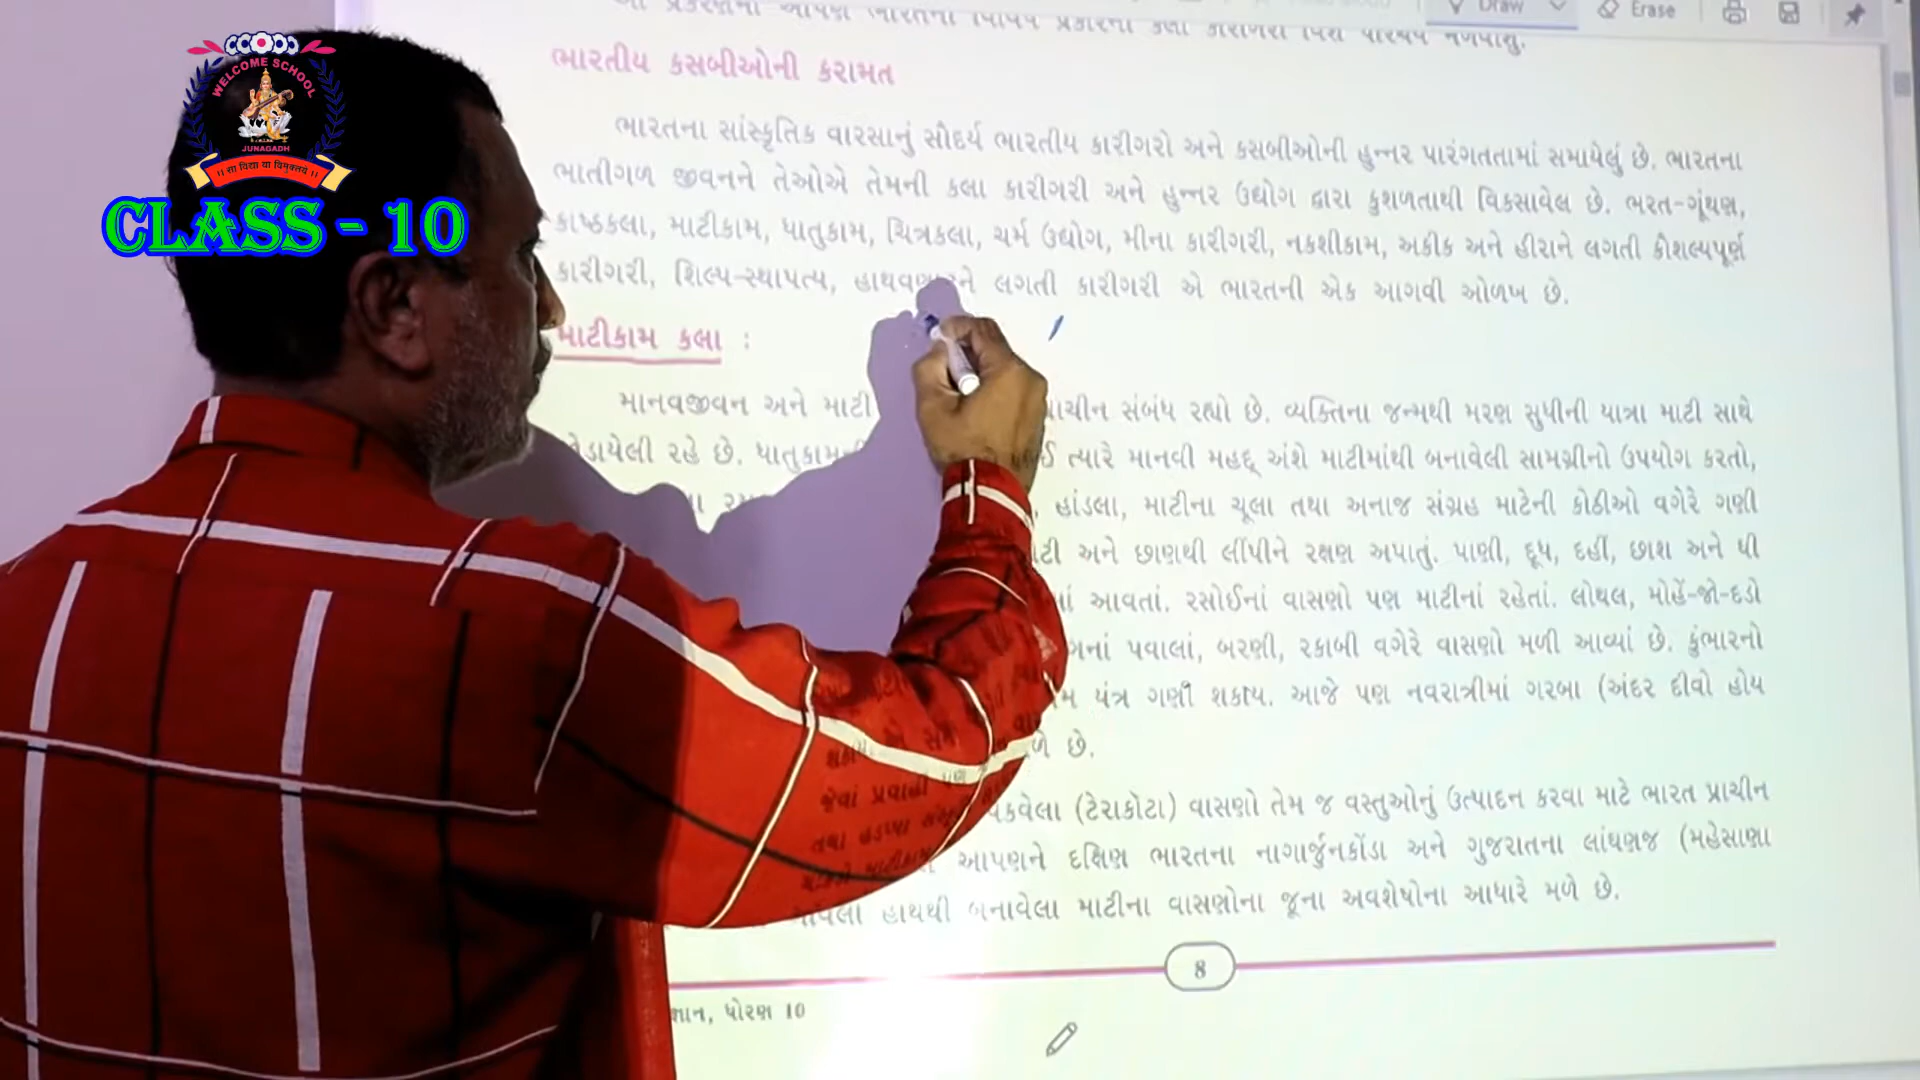 Draw
Erase
WELCOME SCHOOL
JUNAGADH
।। सा विद्या या विमुक्तये ।।
CLASS - 10
ભારતીય કસબીઓની કરામત
ભારતના સાંસ્કૃતિક વારસાનું સૌંદર્ય ભારતીય કારીગરો અને કસબીઓની હુન્નર પારંગતતામાં સમાયેલું છે. ભારતના
ભાતીગળ જીવનને તેઓએ તેમની કલા કારીગરી અને હુન્નર ઉદ્યોગ દ્વારા કુશળતાથી વિકસાવેલ છે. ભરત-ગૂંથણ,
કાષ્ઠકલા, માટીકામ, ધાતુકામ, ચિત્રકલા, ચર્મ ઉદ્યોગ, મીના કારીગરી, નકશીકામ, અકીક અને હીરાને લગતી કૌશલ્યપૂર્ણ
કારીગરી, શિલ્પ-સ્થાપત્ય, લગતી કારીગરી એ ભારતની એક આગવી ઓળખ છે.
માટીકામ કલા :
માનવજીવન અને માટી સંબંધ રહ્યો છે. વ્યક્તિના જન્મથી મરણ સુધીની યાત્રા માટી સાથે
રહે છે. ત્યારે માનવી મહદ્ અંશે માટીમાંથી બનાવેલી સામગ્રીનો ઉપયોગ કરતો,
હાંડલા, માટીના ચૂલા તથા અનાજ સંગ્રહ માટેની કોઠીઓ વગેરે ગણી
અને છાણથી લીંપીને રક્ષણ અપાતું. પાણી, દૂધ, દહીં, છાશ અને ઘી
આવતાં. રસોઈનાં વાસણો પણ માટીનાં રહેતાં. લોથલ, મોહેં-જો-દડો
પવાલાં, બરણી, રકાબી વગેરે વાસણો મળી આવ્યાં છે. કુંભારનો
યંત્ર ગણી શકાય. આજે પણ નવરાત્રીમાં ગરબા (અંદર દીવો હોય
છે.
(ટેરાકોટા) વાસણો તેમ જ વસ્તુઓનું ઉત્પાદન કરવા માટે ભારત પ્રાચીન
આપણને દક્ષિણ ભારતના નાગાર્જુનકોંડા અને ગુજરાતના લાંઘણજ (મહેસાણા
હાથથી બનાવેલા માટીના વાસણોના જૂના અવશેષોના આધારે મળે છે.
8
ધોરણ 10